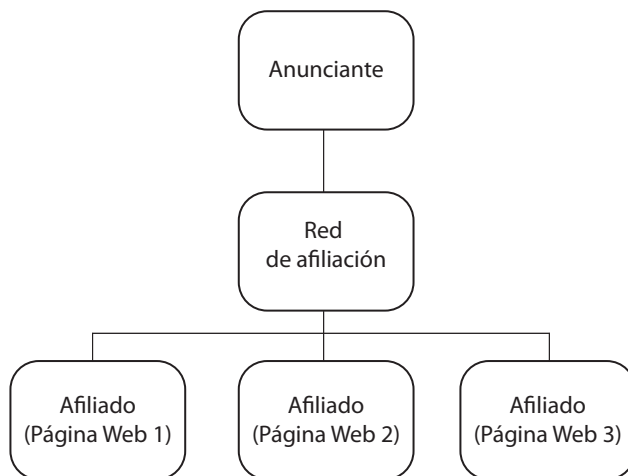 Anunciante
Red
de afiliación
Afiliado
(Página Web 1)
Afiliado
(Página Web 2)
Afiliado
(Página Web 3)